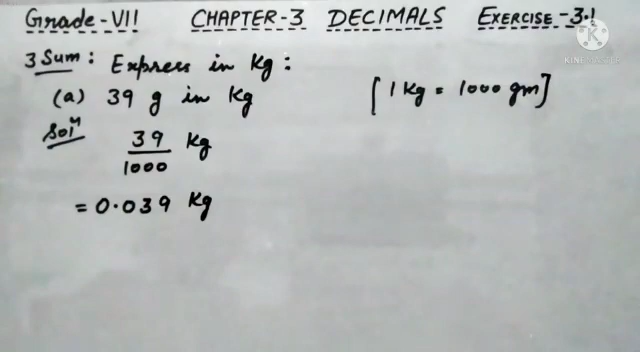 Grade-VII CHAPTER-3 DECIMALS EXERCISE-3.1
3 Sum: Express in Kg:
(a) 39 g in Kg [1 Kg = 1000 gm]
Solⁿ 39/1000 Kg
= 0.039 Kg
KINEMASTER